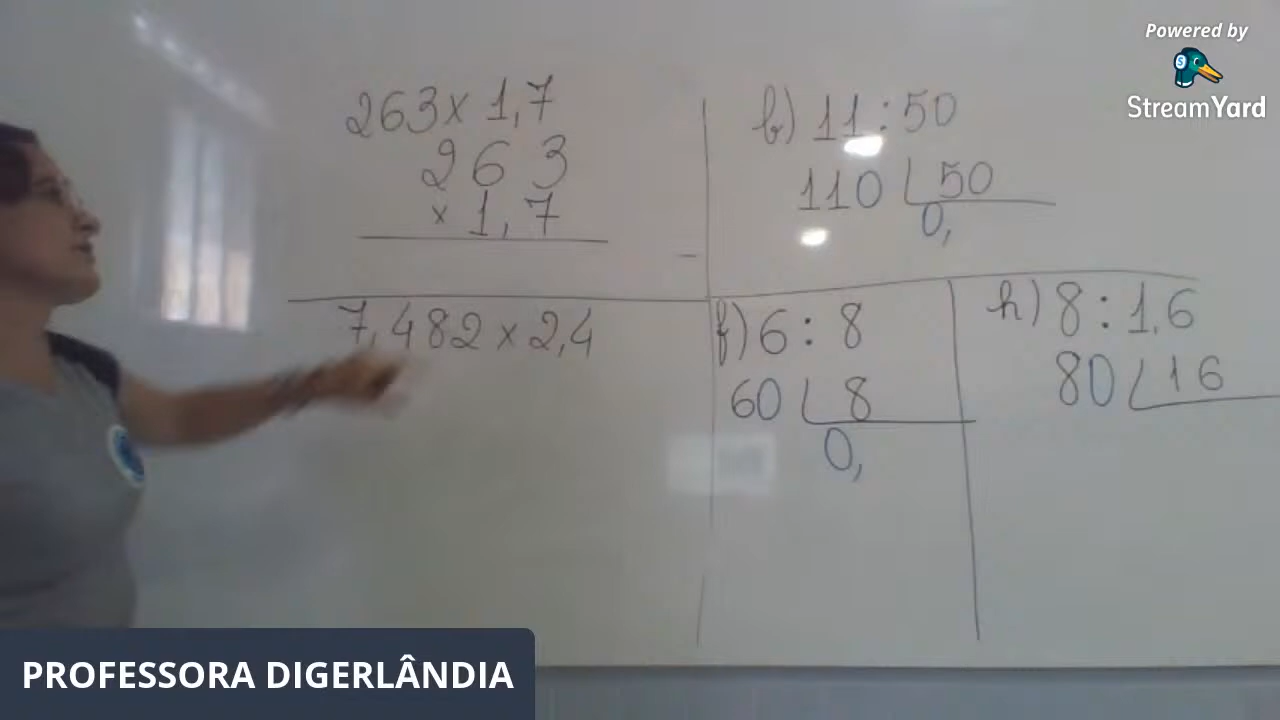 Powered by
StreamYard
263 x 1,7
263
x 1,7
7,482 x 2,4
b) 11 : 50
110 50
0,
f) 6 : 8
60 8
0,
h) 8 : 1,6
80 16
PROFESSORA DIGERLÂNDIA